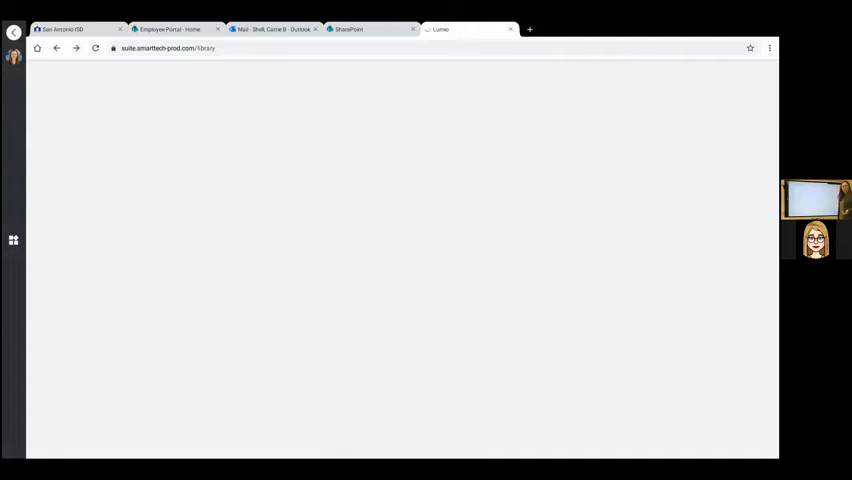 San Antonio ISD
Employee Portal - Home
Mail - Shell, Carrie B - Outlook
SharePoint
Lumio
suite.smarttech-prod.com/library